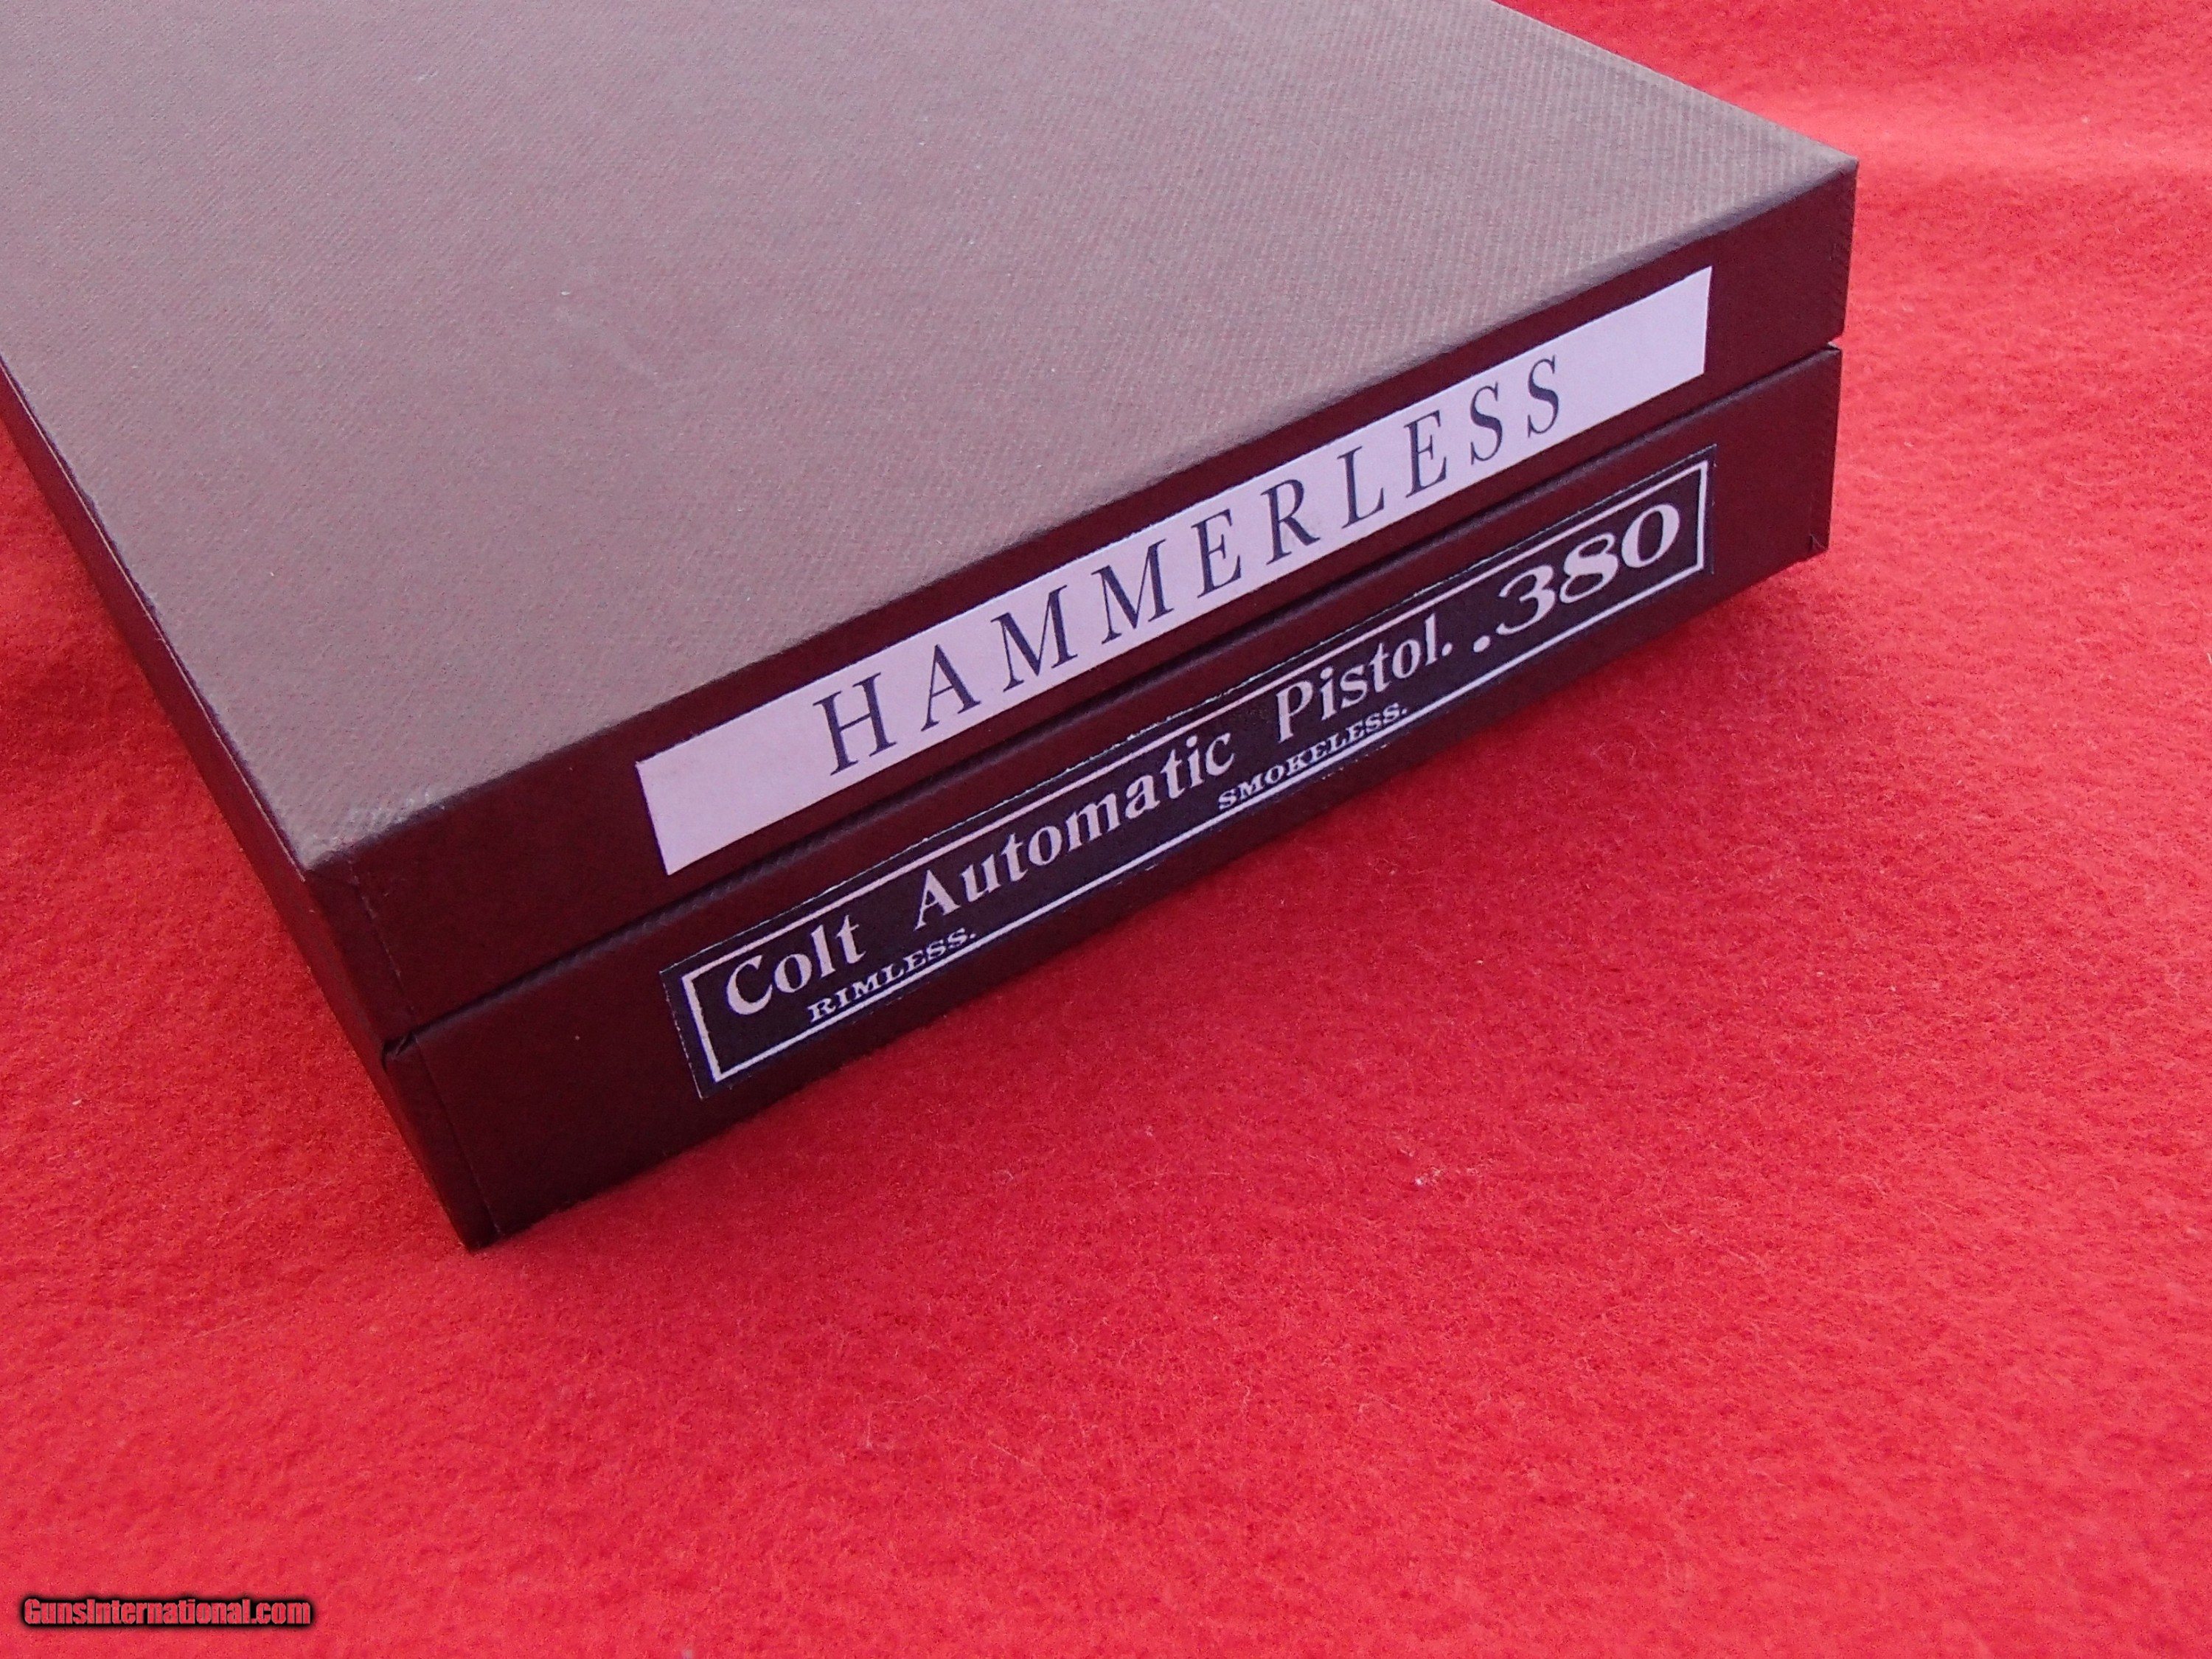 HAMMERLESS
Colt Automatic Pistol. .380
RIMLESS. SMOKELESS.
GunsInternational.com